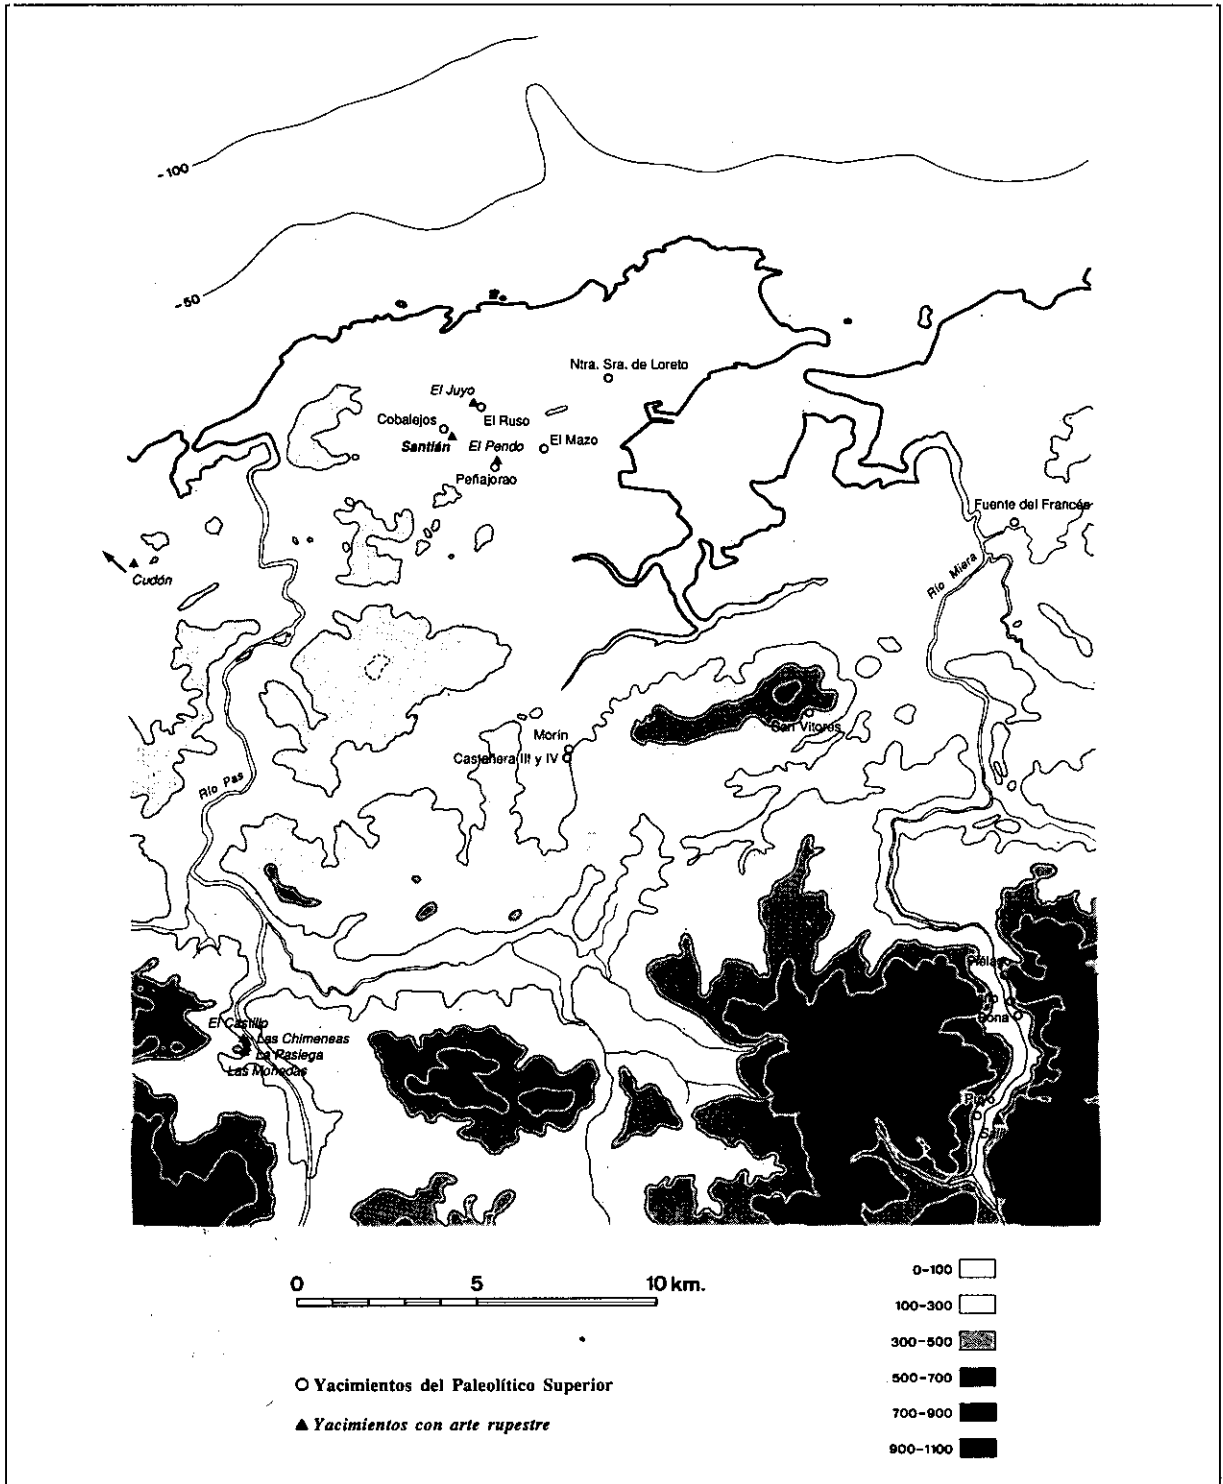 -100
-50
Ntra. Sra. de Loreto
El Juyo
El Ruso
Cobalejos
Santián
El Pendo
El Mazo
Peñajorao
Fuente del Francés
Cudón
Río Miera
San Vitores
Morín
Castañera III y IV
Río Pas
El Castillo
Las Chimeneas
La Pasiega
Las Monedas
0 5 10 km.
0-100
100-300
300-500
500-700
700-900
900-1100
Yacimientos del Paleolítico Superior
Yacimientos con arte rupestre